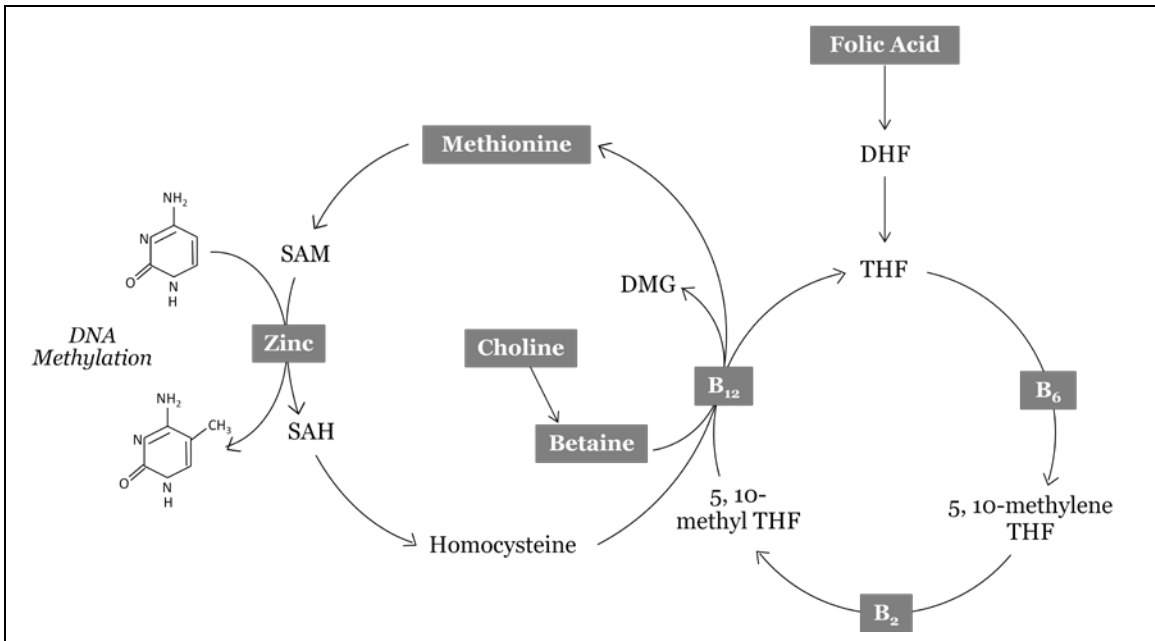 Folic Acid
DHF
THF
Methionine
SAM
DMG
NH₂
N
O
N
H
DNA
Methylation
Zinc
Choline
B₁₂
B₆
Betaine
SAH
NH₂
CH₃
N
O
N
H
5, 10-
methyl THF
5, 10-methylene
THF
Homocysteine
B₂